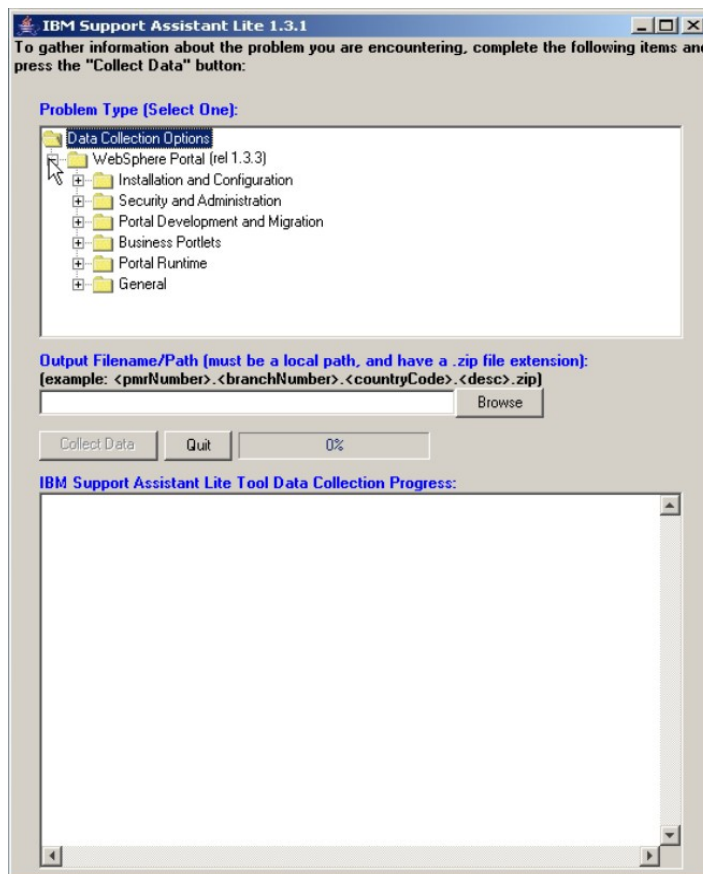 IBM Support Assistant Lite 1.3.1
To gather information about the problem you are encountering, complete the following items and
press the "Collect Data" button:
Problem Type (Select One):
Data Collection Options
WebSphere Portal (rel 1.3.3)
Installation and Configuration
Security and Administration
Portal Development and Migration
Business Portlets
Portal Runtime
General
Output Filename/Path (must be a local path, and have a .zip file extension):
(example: <pmrNumber>.<branchNumber>.<countryCode>.<desc>.zip)
Browse
Collect Data Quit 0%
IBM Support Assistant Lite Tool Data Collection Progress: